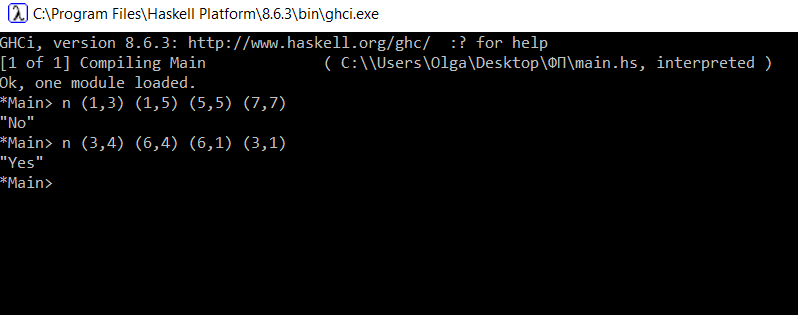 C:\Program Files\Haskell Platform\8.6.3\bin\ghci.exe
GHCi, version 8.6.3: http://www.haskell.org/ghc/  :? for help
[1 of 1] Compiling Main             ( C:\\Users\Olga\Desktop\ФП\main.hs, interpreted )
Ok, one module loaded.
*Main> n (1,3) (1,5) (5,5) (7,7)
"No"
*Main> n (3,4) (6,4) (6,1) (3,1)
"Yes"
*Main>